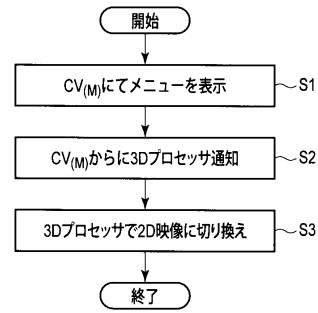 開始
CV(M)にてメニューを表示
S1
CV(M)からに3Dプロセッサ通知
S2
3Dプロセッサで2D映像に切り換え
S3
終了